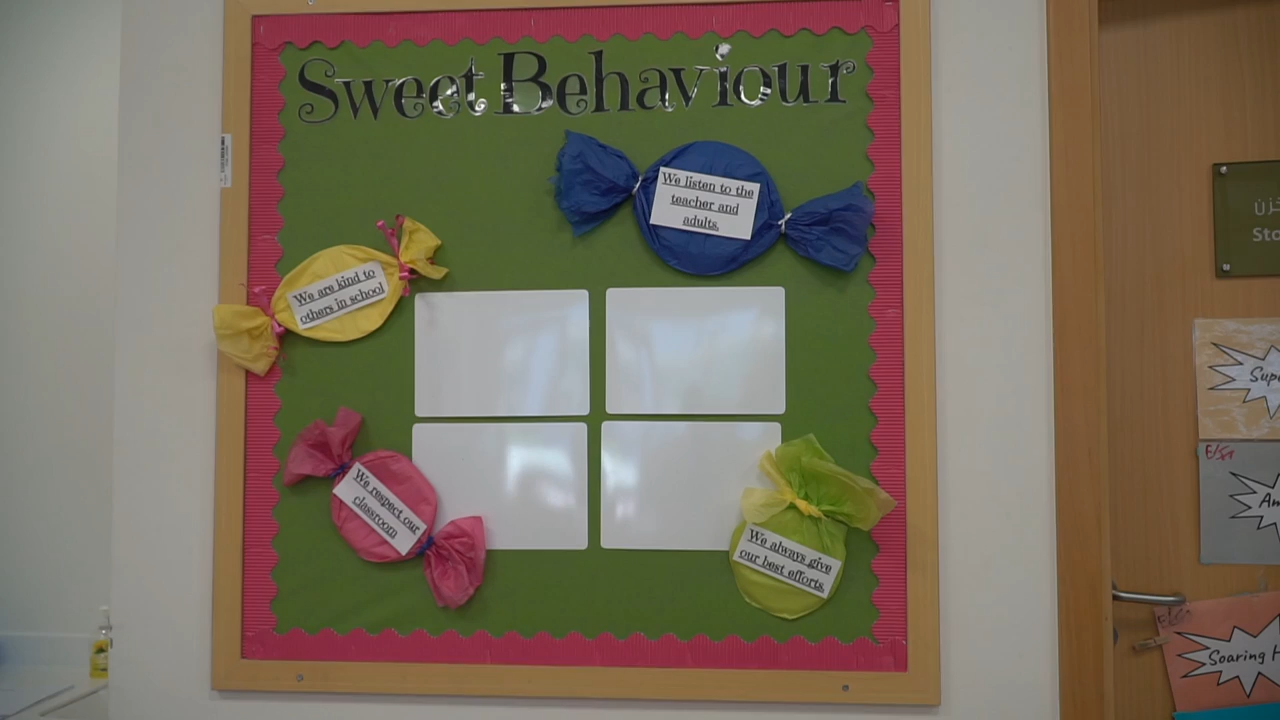 Sweet Behaviour
We listen to the
teacher and
adults.
We are kind to
others in school
We respect our
classroom
We always give
our best efforts.
E/S
Soaring